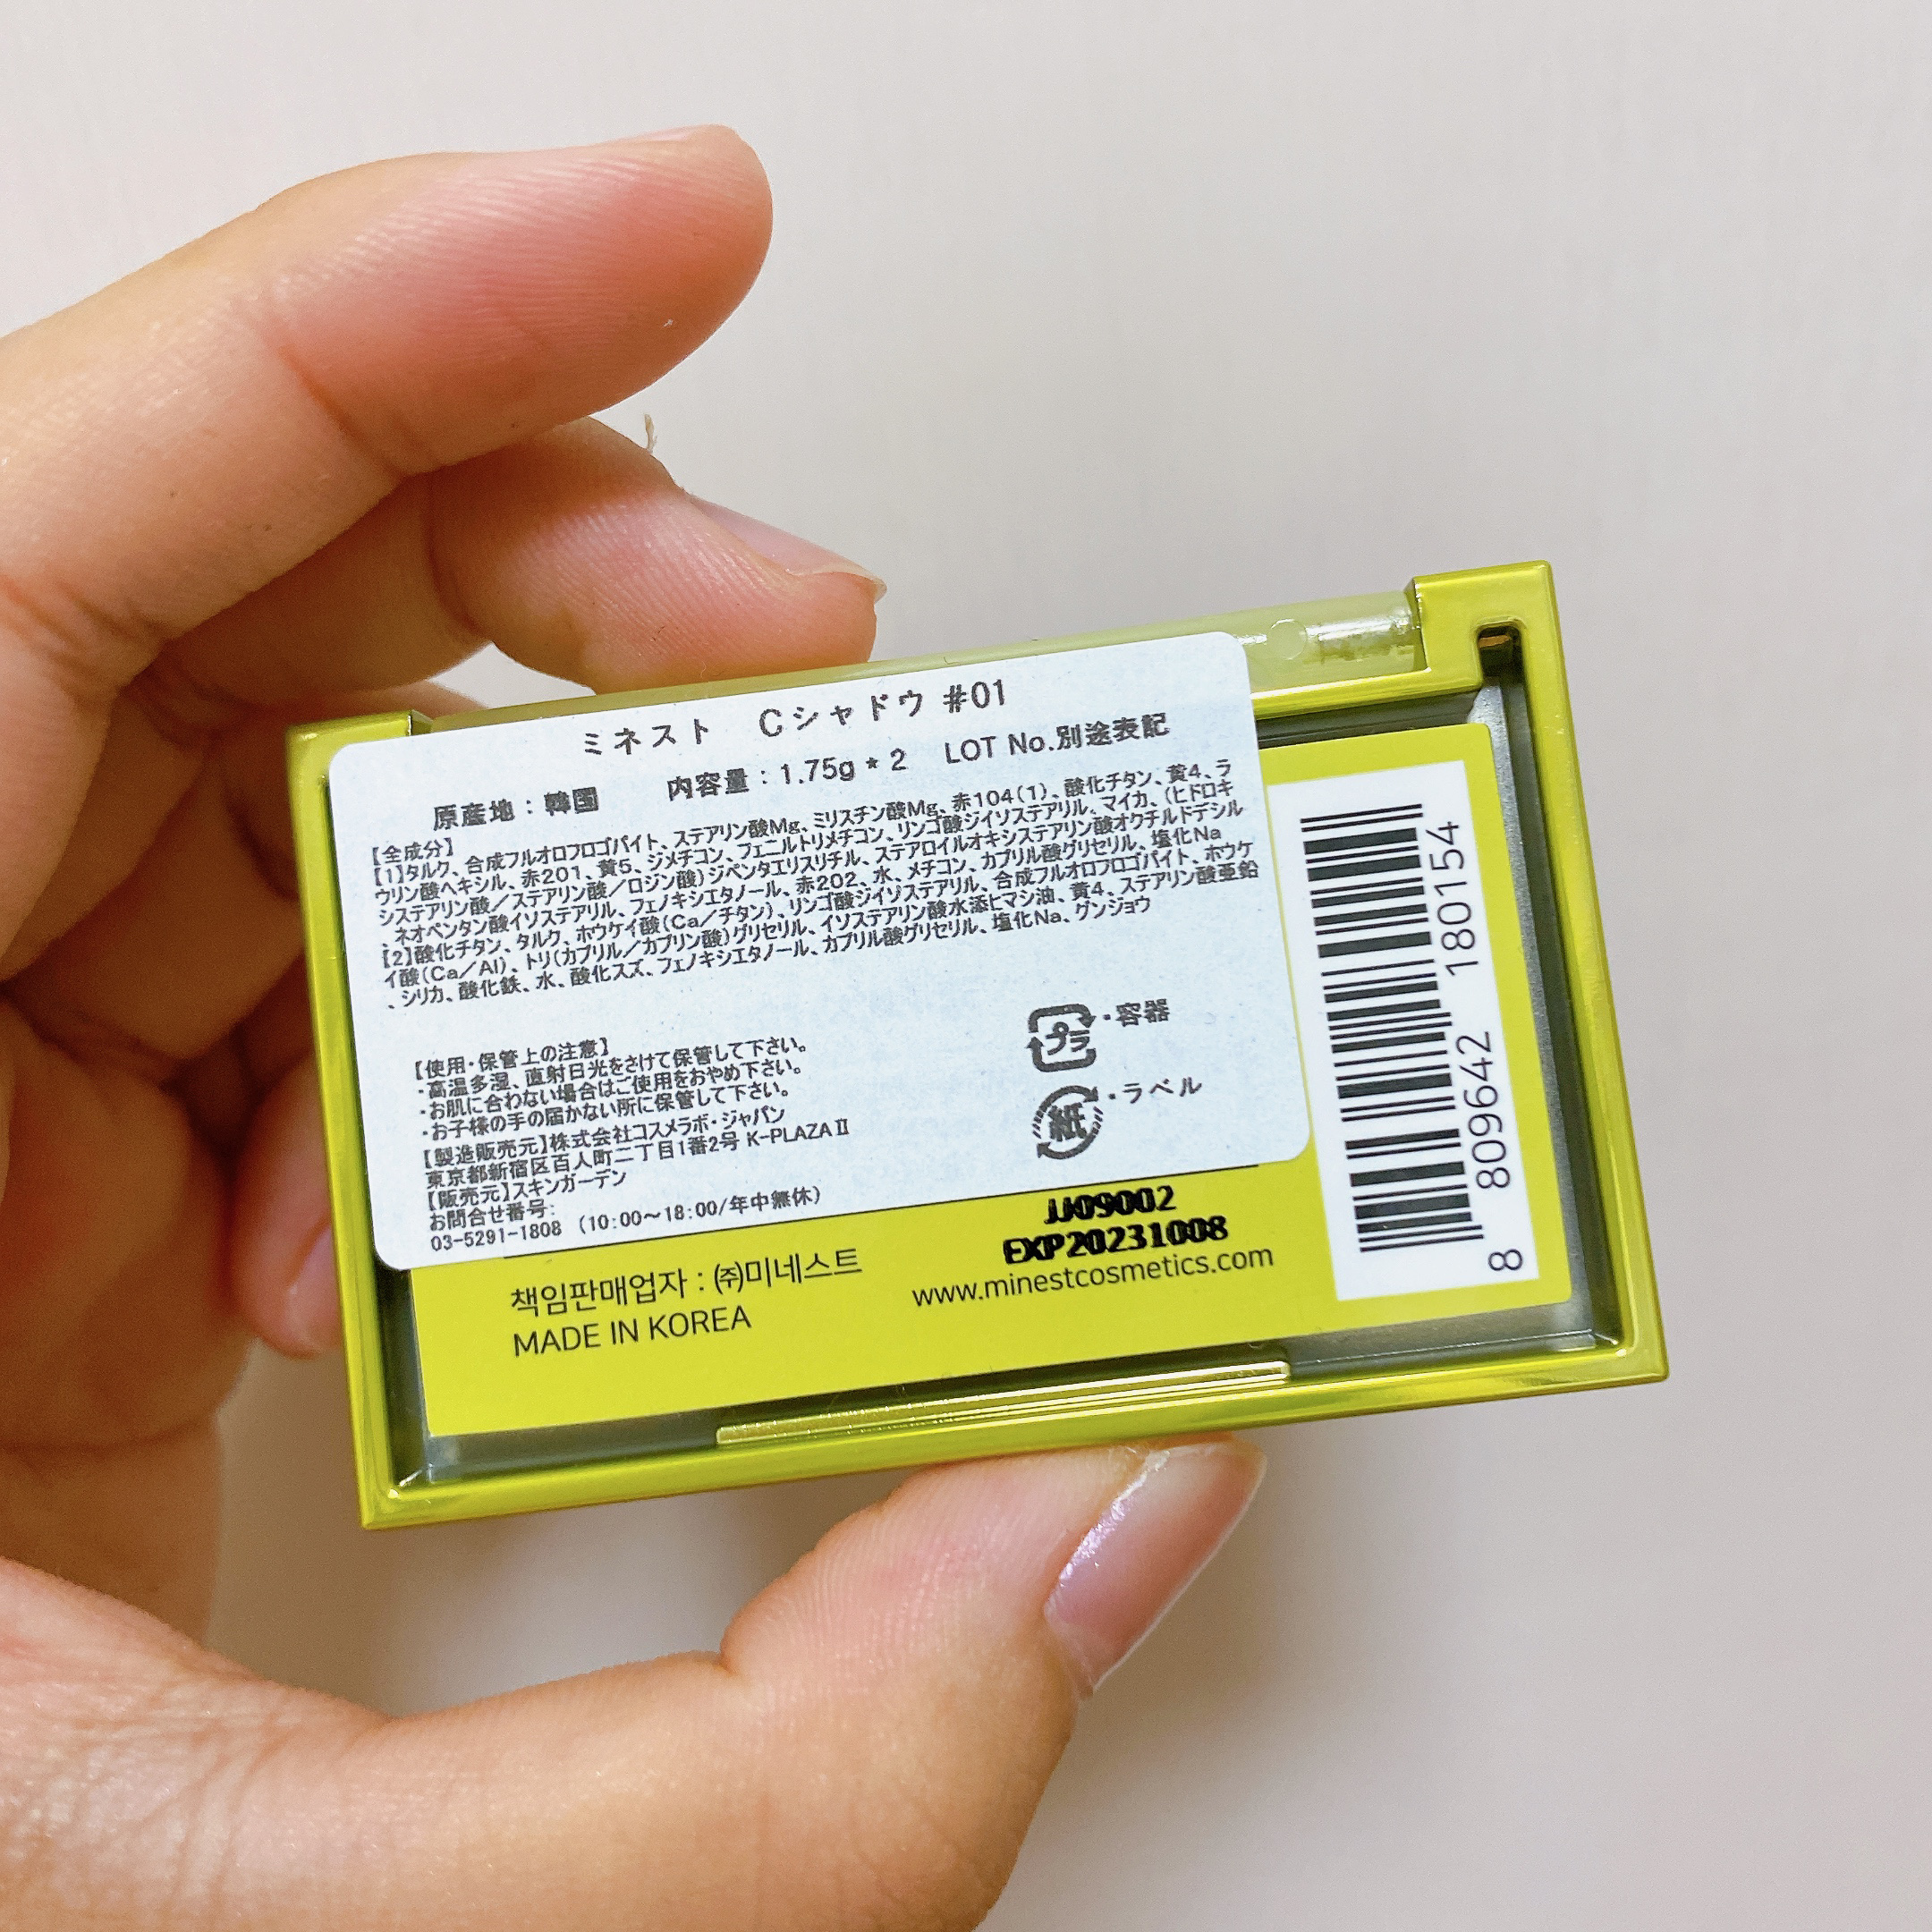 ミネスト　Cシャドウ #01
原産地：韓国　　内容量：1.75g * 2　LOT No.別途表記
【全成分】
【1】タルク、合成フルオロフロゴパイト、ステアリン酸Mg、ミリスチン酸Mg、赤104(1)、酸化チタン、黄4、ラ
ウリン酸ヘキシル、赤201、黄5、ジメチコン、フェニルトリメチコン、リンゴ酸ジイソステアリル、マイカ、(ヒドロキ
システアリン酸／ステアリン酸／ロジン酸)ジペンタエリスリチル、ステアロイルオキシステアリン酸オクチルドデシル
、ネオペンタン酸イソステアリル、フェノキシエタノール、赤202、水、メチコン、カプリル酸グリセリル、塩化Na
【2】酸化チタン、タルク、ホウケイ酸(Ca／チタン)、リンゴ酸ジイソステアリル、合成フルオロフロゴパイト、ホウケ
イ酸(Ca／Al)、トリ(カプリル／カプリン酸)グリセリル、イソステアリン酸水添ヒマシ油、黄4、ステアリン酸亜鉛
、シリカ、酸化鉄、水、酸化スズ、フェノキシエタノール、カプリル酸グリセリル、塩化Na、グンジョウ
【使用・保管上の注意】
・高温多湿、直射日光をさけて保管して下さい。
・お肌に合わない場合はご使用をおやめ下さい。
・お子様の手の届かない所に保管して下さい。
【製造販売元】株式会社コスメラボ・ジャパン
東京都新宿区百人町二丁目1番2号 K-PLAZAⅡ
【販売元】スキンガーデン
お問合せ番号：
03-5291-1808　(10:00～18:00/年中無休)
プラ ・容器
紙 ・ラベル
JJ09002
EXP20231008
책임판매업자 : ㈜미네스트
www.minestcosmetics.com
MADE IN KOREA
8 809642 180154